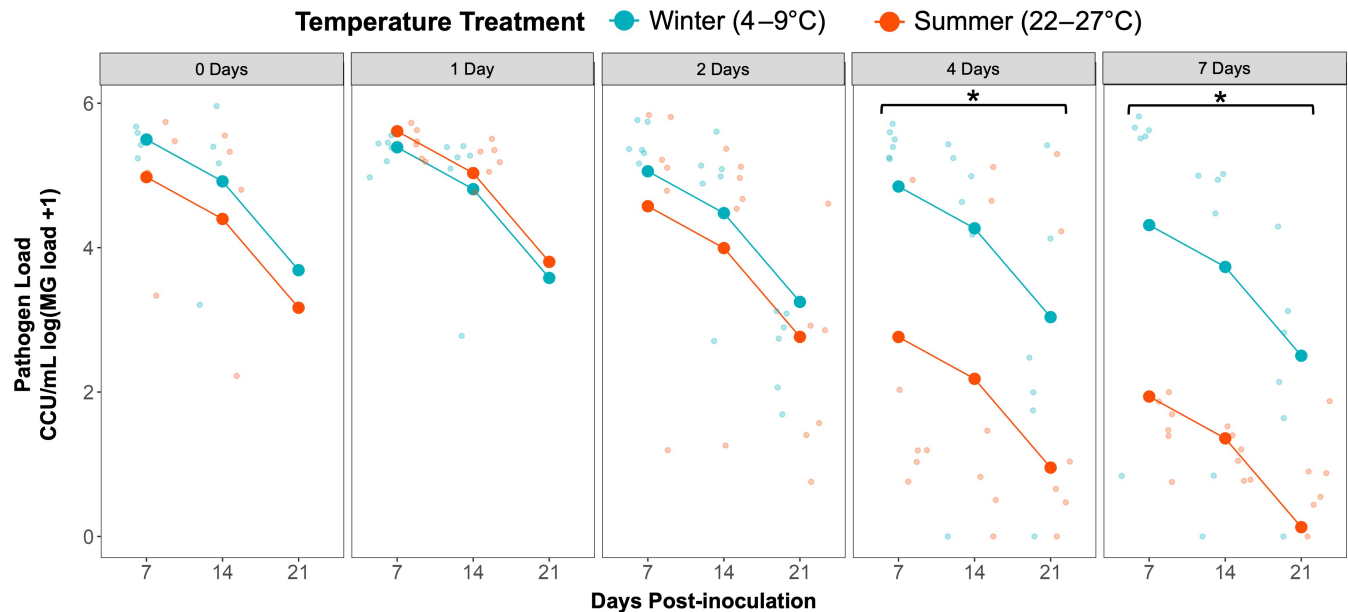 Temperature Treatment Winter (4–9°C) Summer (22–27°C)
0 Days 1 Day 2 Days 4 Days 7 Days
* *
Pathogen Load
CCU/mL log(MG load +1)
6
4
2
0
7 14 21 7 14 21 7 14 21 7 14 21 7 14 21
Days Post-inoculation